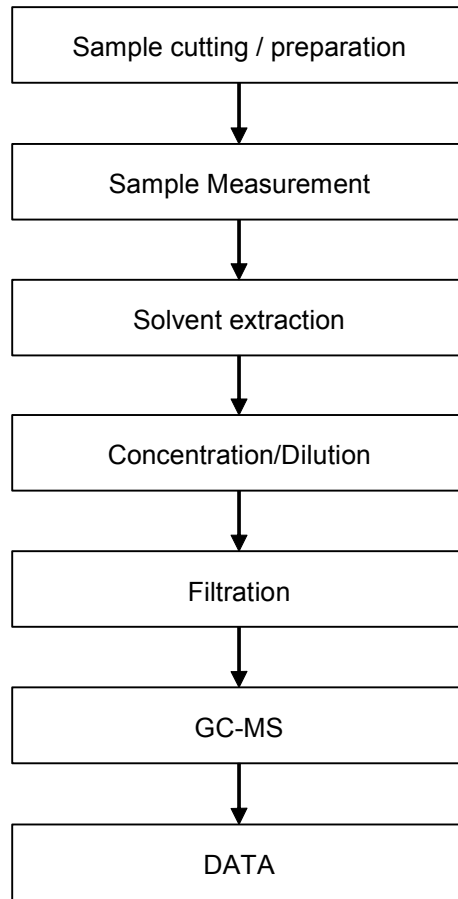 Sample cutting / preparation
Sample Measurement
Solvent extraction
Concentration/Dilution
Filtration
GC-MS
DATA